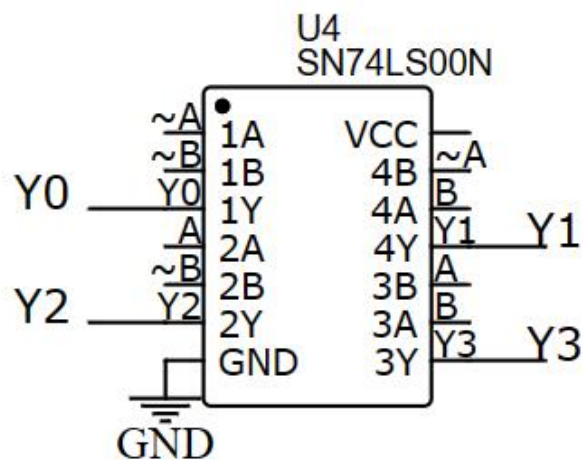 U4
SN74LS00N
~A 1A VCC
~B 1B 4B ~A
Y0 Y0 1Y 4A B
A 2A 4Y Y1 Y1
~B 2B 3B A
Y2 Y2 2Y 3A B
GND 3Y Y3 Y3
GND